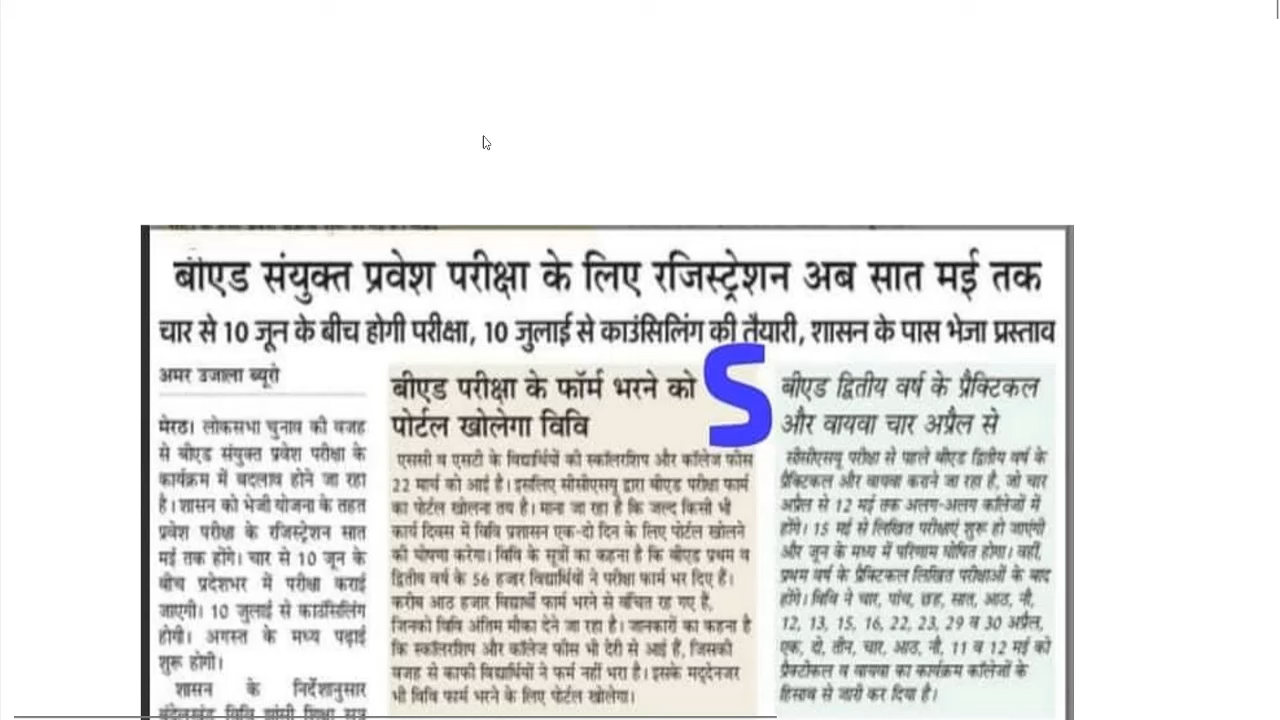 बीएड संयुक्त प्रवेश परीक्षा के लिए रजिस्ट्रेशन अब सात मई तक
चार से 10 जून के बीच होगी परीक्षा, 10 जुलाई से काउंसिलिंग की तैयारी, शासन के पास भेजा प्रस्ताव
अमर उजाला ब्यूरो
मेरठ। लोकसभा चुनाव की वजह
से बीएड संयुक्त प्रवेश परीक्षा के
कार्यक्रम में बदलाव होने जा रहा
है। शासन को भेजी योजना के तहत
प्रवेश परीक्षा के रजिस्ट्रेशन सात
मई तक होंगे। चार से 10 जून के
बीच प्रदेशभर में परीक्षा कराई
जाएगी। 10 जुलाई से काउंसिलिंग
होगी। अगस्त के मध्य पढ़ाई
शुरू होगी।
शासन के निर्देशानुसार
बीएड परीक्षा के फॉर्म भरने को
पोर्टल खोलेगा विवि
एससी व एसटी के विद्यार्थियों की स्कॉलरशिप और कॉलेज फीस
22 मार्च को आई है। इसलिए सीसीएसयू द्वारा बीएड परीक्षा फार्म
का पोर्टल खोलना तय है। माना जा रहा है कि जल्द किसी भी
कार्य दिवस में विवि प्रशासन एक-दो दिन के लिए पोर्टल खोलने
की घोषणा करेगा। विवि के सूत्रों का कहना है कि बीएड प्रथम व
द्वितीय वर्ष के 56 हजार विद्यार्थियों ने परीक्षा फार्म भर दिए हैं।
करीब आठ हजार विद्यार्थी फार्म भरने से वंचित रह गए हैं,
जिनको विवि अंतिम मौका देने जा रहा है। जानकारों का कहना है
कि स्कॉलरशिप और कॉलेज फीस भी देरी से आई है, जिसकी
वजह से काफी विद्यार्थियों ने फर्म नहीं भरा है। इसके मद्देनजर
भी विवि फार्म भरने के लिए पोर्टल खोलेगा।
S
बीएड द्वितीय वर्ष के प्रैक्टिकल
और वायवा चार अप्रैल से
सीसीएसयू परीक्षा से पहले बीएड द्वितीय वर्ष के
प्रैक्टिकल और वायवा कराने जा रहा है, जो चार
अप्रैल से 12 मई तक अलग-अलग कॉलेजों में
होंगे। 15 मई से लिखित परीक्षाएं शुरू हो जाएंगी
और जून के मध्य में परिणाम घोषित होगा। वहीं,
प्रथम वर्ष के प्रैक्टिकल लिखित परीक्षाओं के बाद
होंगे। विवि ने चार, पांच, छह, सात, आठ, नौ,
12, 13, 15, 16, 22, 23, 29 व 30 अप्रैल,
एक, दो, तीन, चार, आठ, नौ, 11 व 12 मई को
प्रैक्टीकल व वायवा का कार्यक्रम कॉलेजों के
हिसाब से जारी कर दिया है।